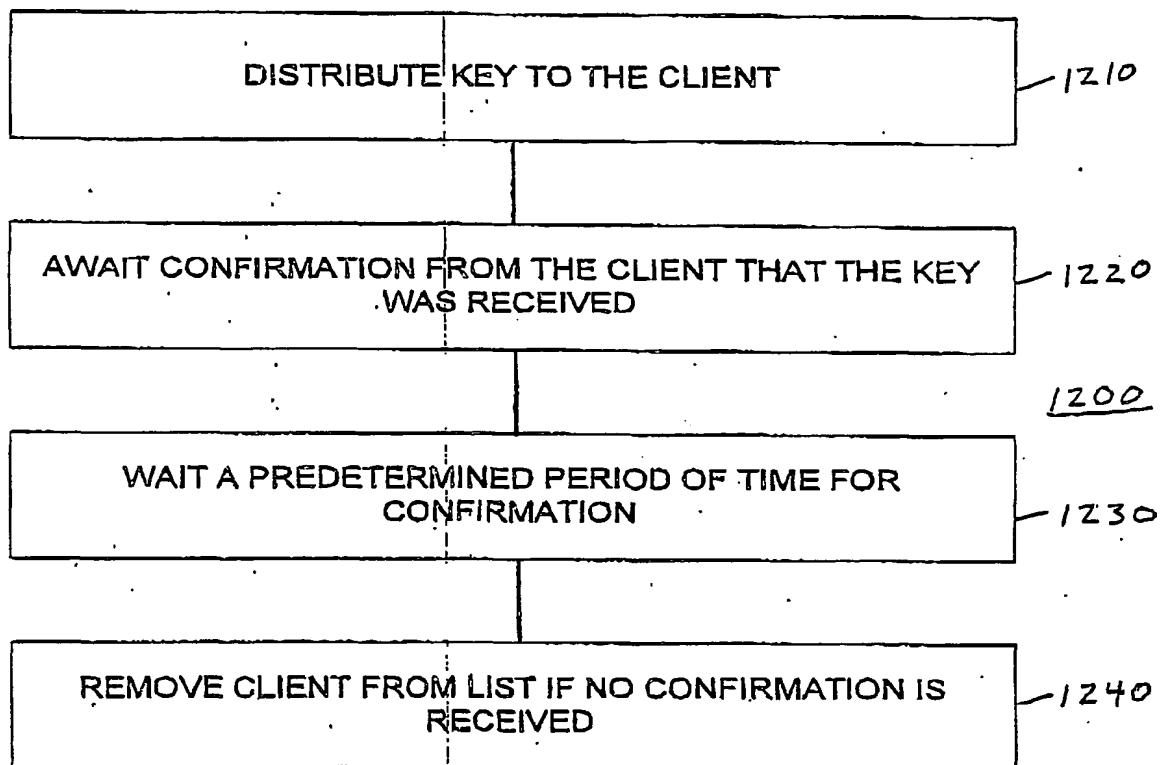 DISTRIBUTE KEY TO THE CLIENT
1210
AWAIT CONFIRMATION FROM THE CLIENT THAT THE KEY
WAS RECEIVED
1220
1200
WAIT A PREDETERMINED PERIOD OF TIME FOR
CONFIRMATION
1230
REMOVE CLIENT FROM LIST IF NO CONFIRMATION IS
RECEIVED
1240